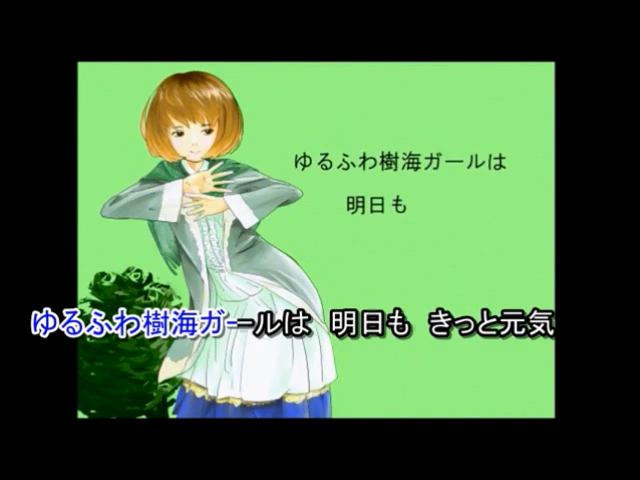 ゆるふわ樹海ガールは
明日も
ゆるふわ樹海ガールは 明日も きっと元気